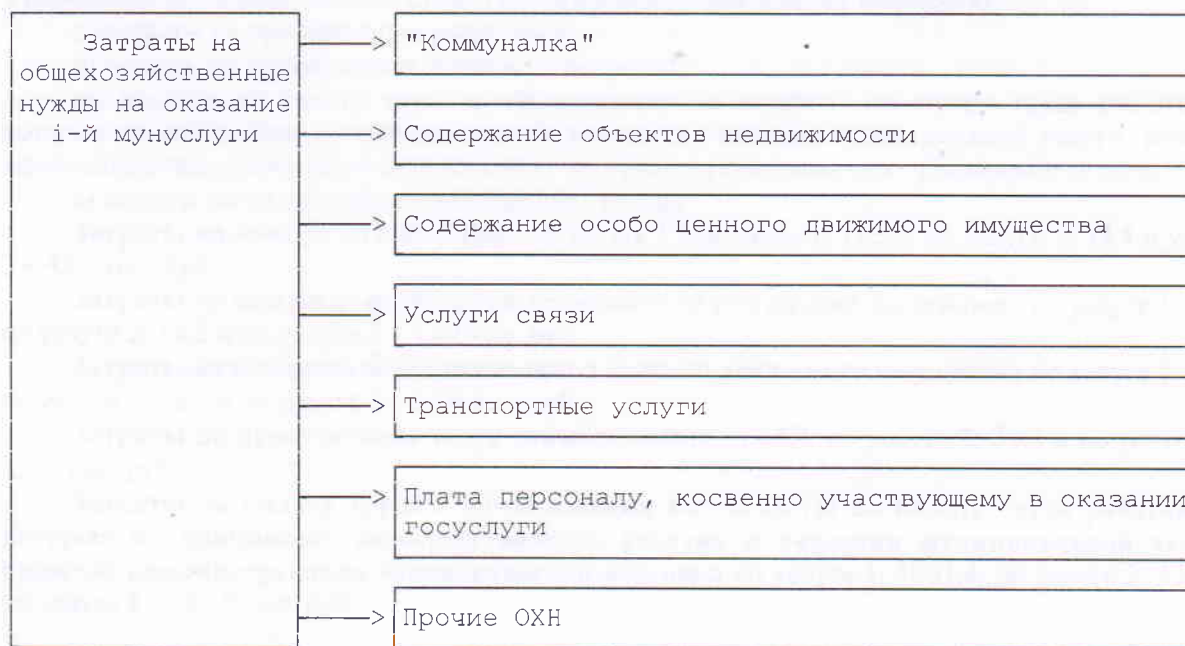 Затраты на
общехозяйственные
нужды на оказание
i-й мунуслуги
"Коммуналка"
Содержание объектов недвижимости
Содержание особо ценного движимого имущества
Услуги связи
Транспортные услуги
Плата персоналу, косвенно участвующему в оказании
госуслуги
Прочие ОХН